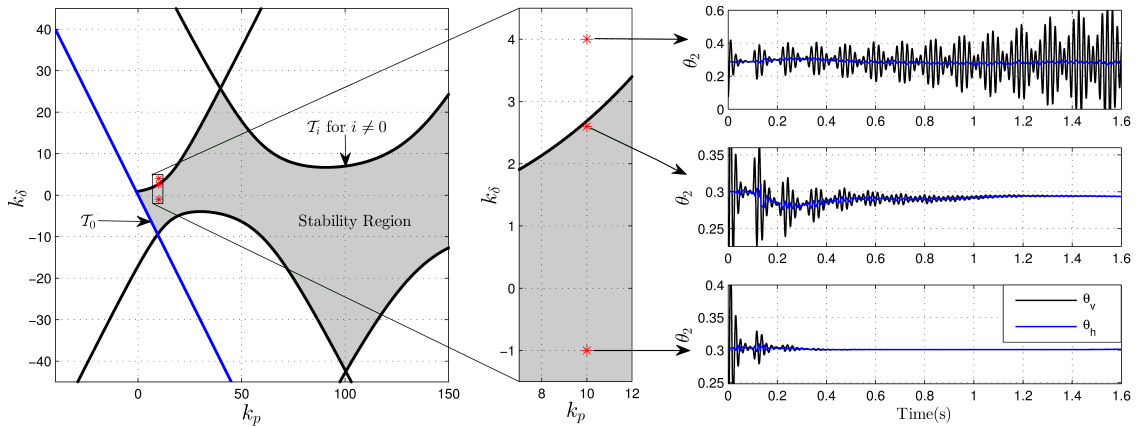 40
30
20
10
0
−10
−20
−30
−40
k_δ
0
50
100
150
k_p
𝒯_i for i ≠ 0
𝒯_0
Stability Region
4
3
2
1
0
−1
k_δ
8
10
12
k_p
0.6
0.4
0.2
0
θ_2
0 0.2 0.4 0.6 0.8 1.0 1.2 1.4 1.6
0.3
0.25
θ_2
0 0.2 0.4 0.6 0.8 1.0 1.2 1.4 1.6
0.4
0.35
0.3
0.25
θ_2
θ_v
θ_h
0 0.2 0.4 0.6 0.8 1.0 1.2 1.4 1.6
Time(s)